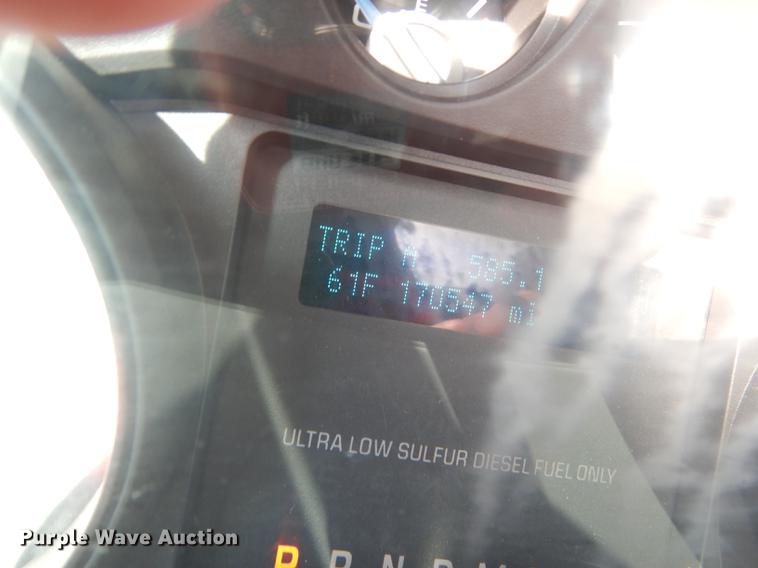 E
TRIP A 585.1
61F 170547 mi
ULTRA LOW SULFUR DIESEL FUEL ONLY
P R N D M
Purple Wave Auction